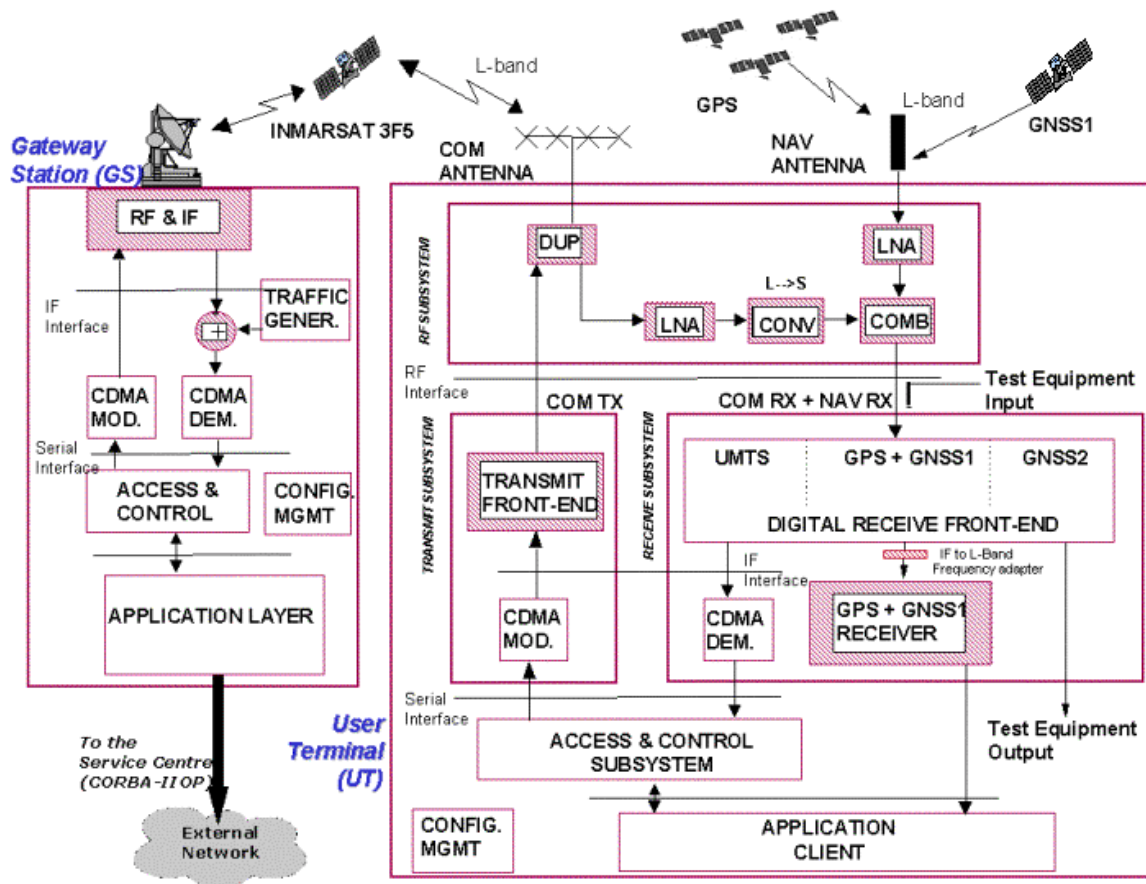 L-band
GPS
L-band
GNSS1
INMARSAT 3F5
COM
ANTENNA
NAV
ANTENNA
Gateway
Station (GS)
RF & IF
IF
Interface
TRAFFIC
GENER.
+
CDMA
MOD.
CDMA
DEM.
Serial
Interface
ACCESS &
CONTROL
CONFIG.
MGMT
APPLICATION LAYER
To the
Service Centre
(CORBA-IIOP)
External
Network
RF SUBSYSTEM
DUP
LNA
L-->S
LNA
CONV
COMB
RF
Interface
Test Equipment
Input
COM TX
COM RX + NAV RX
TRANSMIT SUBSYSTEM
TRANSMIT
FRONT-END
RECEIVE SUBSYSTEM
UMTS
GPS + GNSS1
GNSS2
DIGITAL RECEIVE FRONT-END
IF to L-Band
Frequency adapter
IF
Interface
CDMA
MOD.
CDMA
DEM.
GPS + GNSS1
RECEIVER
Serial
Interface
User
Terminal
(UT)
ACCESS & CONTROL
SUBSYSTEM
Test Equipment
Output
CONFIG.
MGMT
APPLICATION
CLIENT